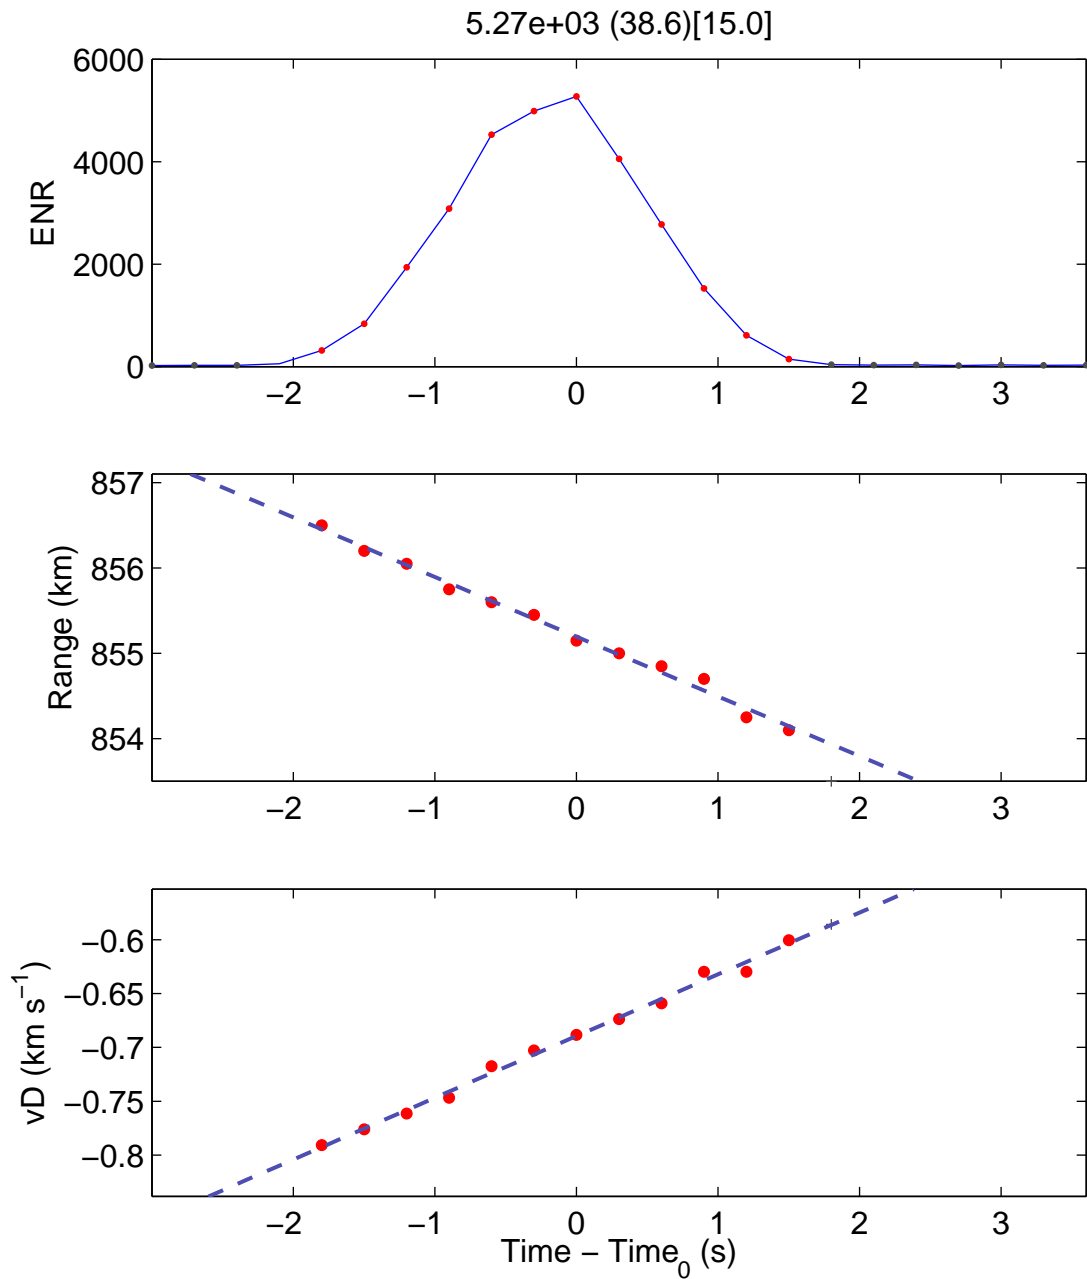 5.27e+03 (38.6)[15.0]
6000
4000
2000
0
ENR
−2 −1 0 1 2 3
857
856
855
854
Range (km)
−2 −1 0 1 2 3
−0.6
−0.65
−0.7
−0.75
−0.8
vD (km s⁻¹)
−2 −1 0 1 2 3
Time − Time₀ (s)